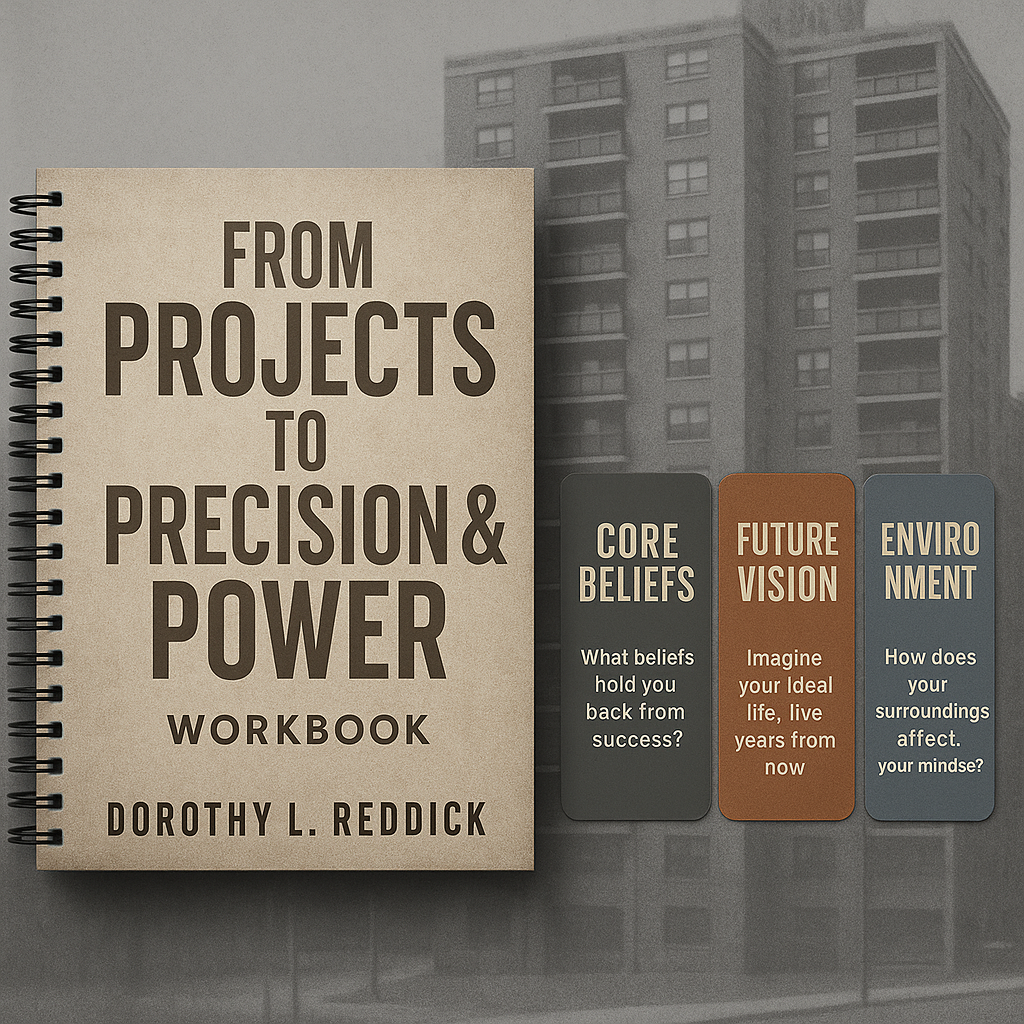 FROM
PROJECTS
TO
PRECISION &
POWER
WORKBOOK
DOROTHY L. REDDICK
CORE
BELIEFS
What beliefs
hold you
back from
success?
FUTURE
VISION
Imagine
your Ideal
life, live
years from
now
ENVIRO
NMENT
How does
your
surroundings
affect.
your mindse?